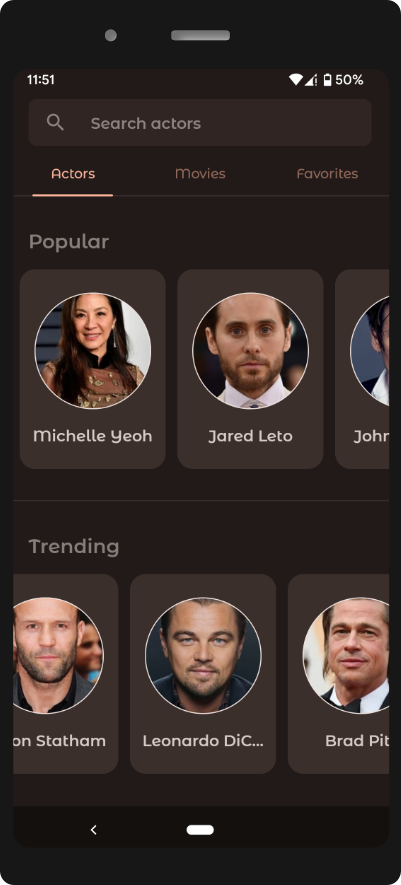 11:51 50%
Search actors
Actors Movies Favorites
Popular
Michelle Yeoh Jared Leto John
Trending
on Statham Leonardo DiC... Brad Pit